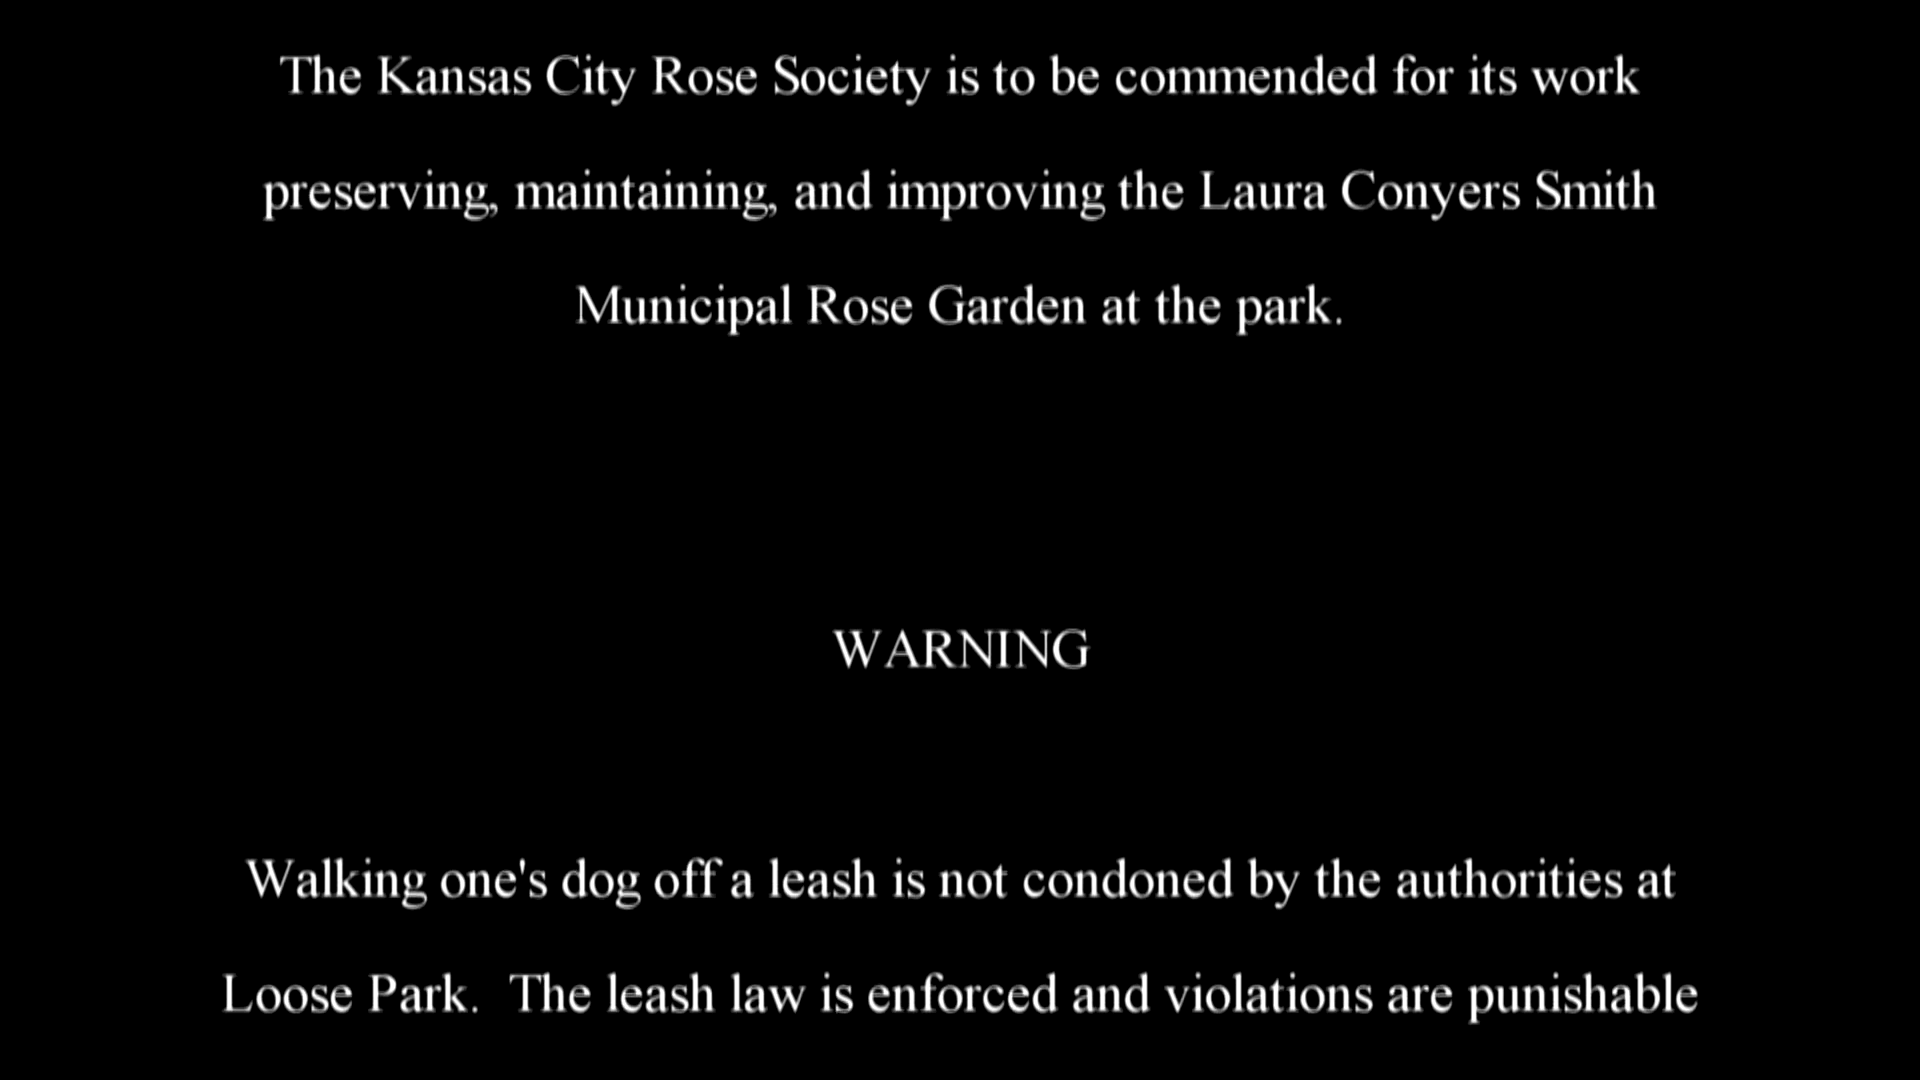 The Kansas City Rose Society is to be commended for its work
preserving, maintaining, and improving the Laura Conyers Smith
Municipal Rose Garden at the park.
WARNING
Walking one's dog off a leash is not condoned by the authorities at
Loose Park.  The leash law is enforced and violations are punishable